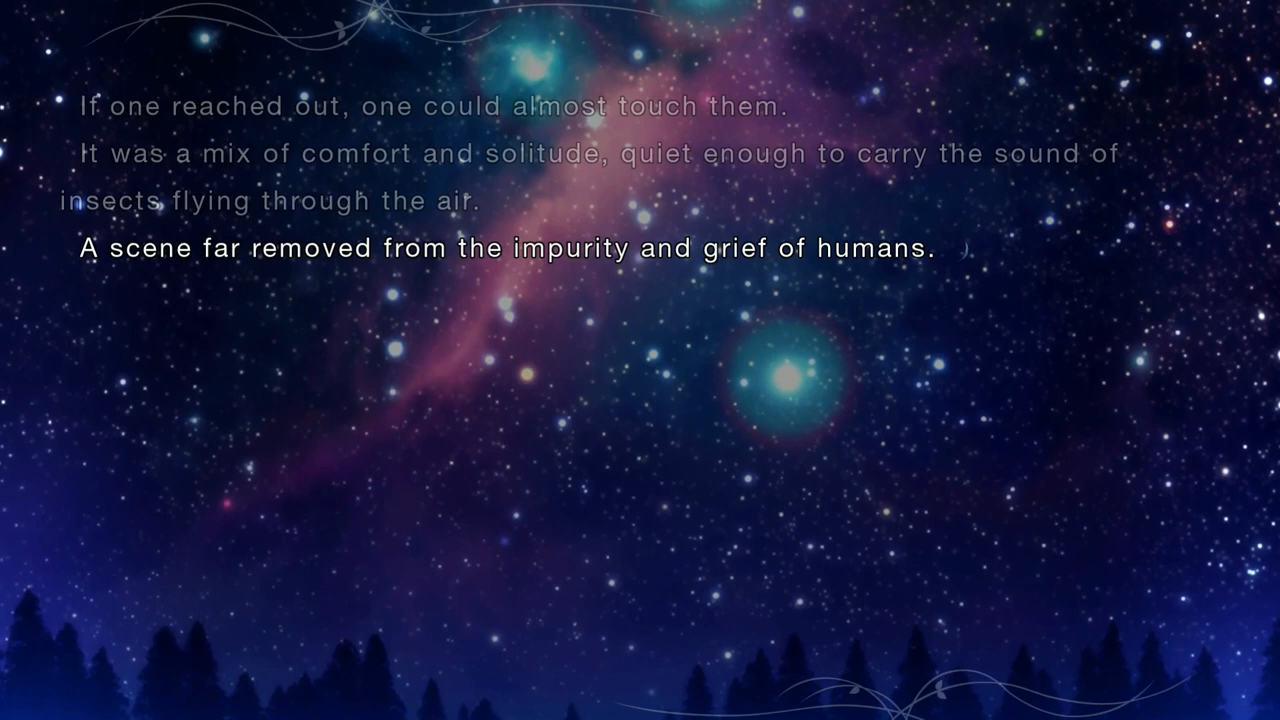 If one reached out, one could almost touch them.
It was a mix of comfort and solitude, quiet enough to carry the sound of
insects flying through the air.
A scene far removed from the impurity and grief of humans.